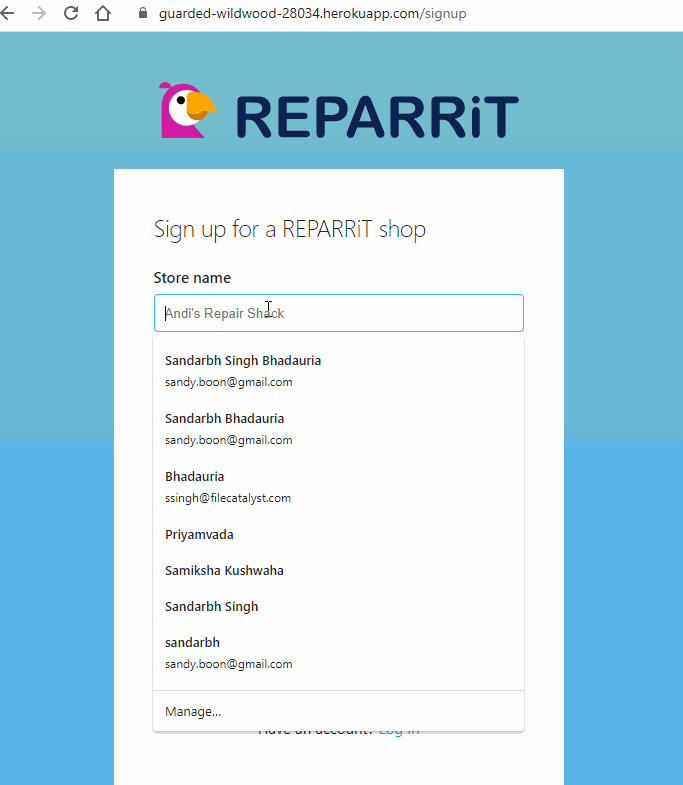 guarded-wildwood-28034.herokuapp.com/signup
REPARRiT
Sign up for a REPARRiT shop
Store name
Andi's Repair Shack
Sandarbh Singh Bhadauria
sandy.boon@gmail.com
Sandarbh Bhadauria
sandy.boon@gmail.com
Bhadauria
ssingh@filecatalyst.com
Priyamvada
Samiksha Kushwaha
Sandarbh Singh
sandarbh
sandy.boon@gmail.com
Manage...
Have an account? Log in